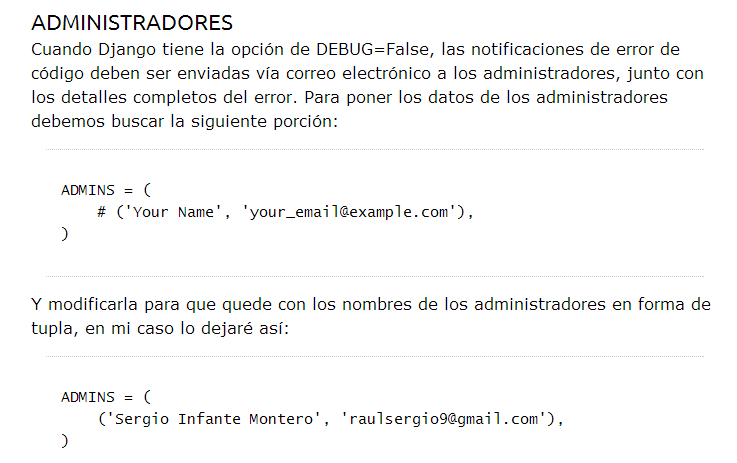 ADMINISTRADORES
Cuando Django tiene la opción de DEBUG=False, las notificaciones de error de
código deben ser enviadas vía correo electrónico a los administradores, junto con
los detalles completos del error. Para poner los datos de los administradores
debemos buscar la siguiente porción:
ADMINS = (
    # ('Your Name', 'your_email@example.com'),
)
Y modificarla para que quede con los nombres de los administradores en forma de
tupla, en mi caso lo dejaré así:
ADMINS = (
    ('Sergio Infante Montero', 'raulsergio9@gmail.com'),
)